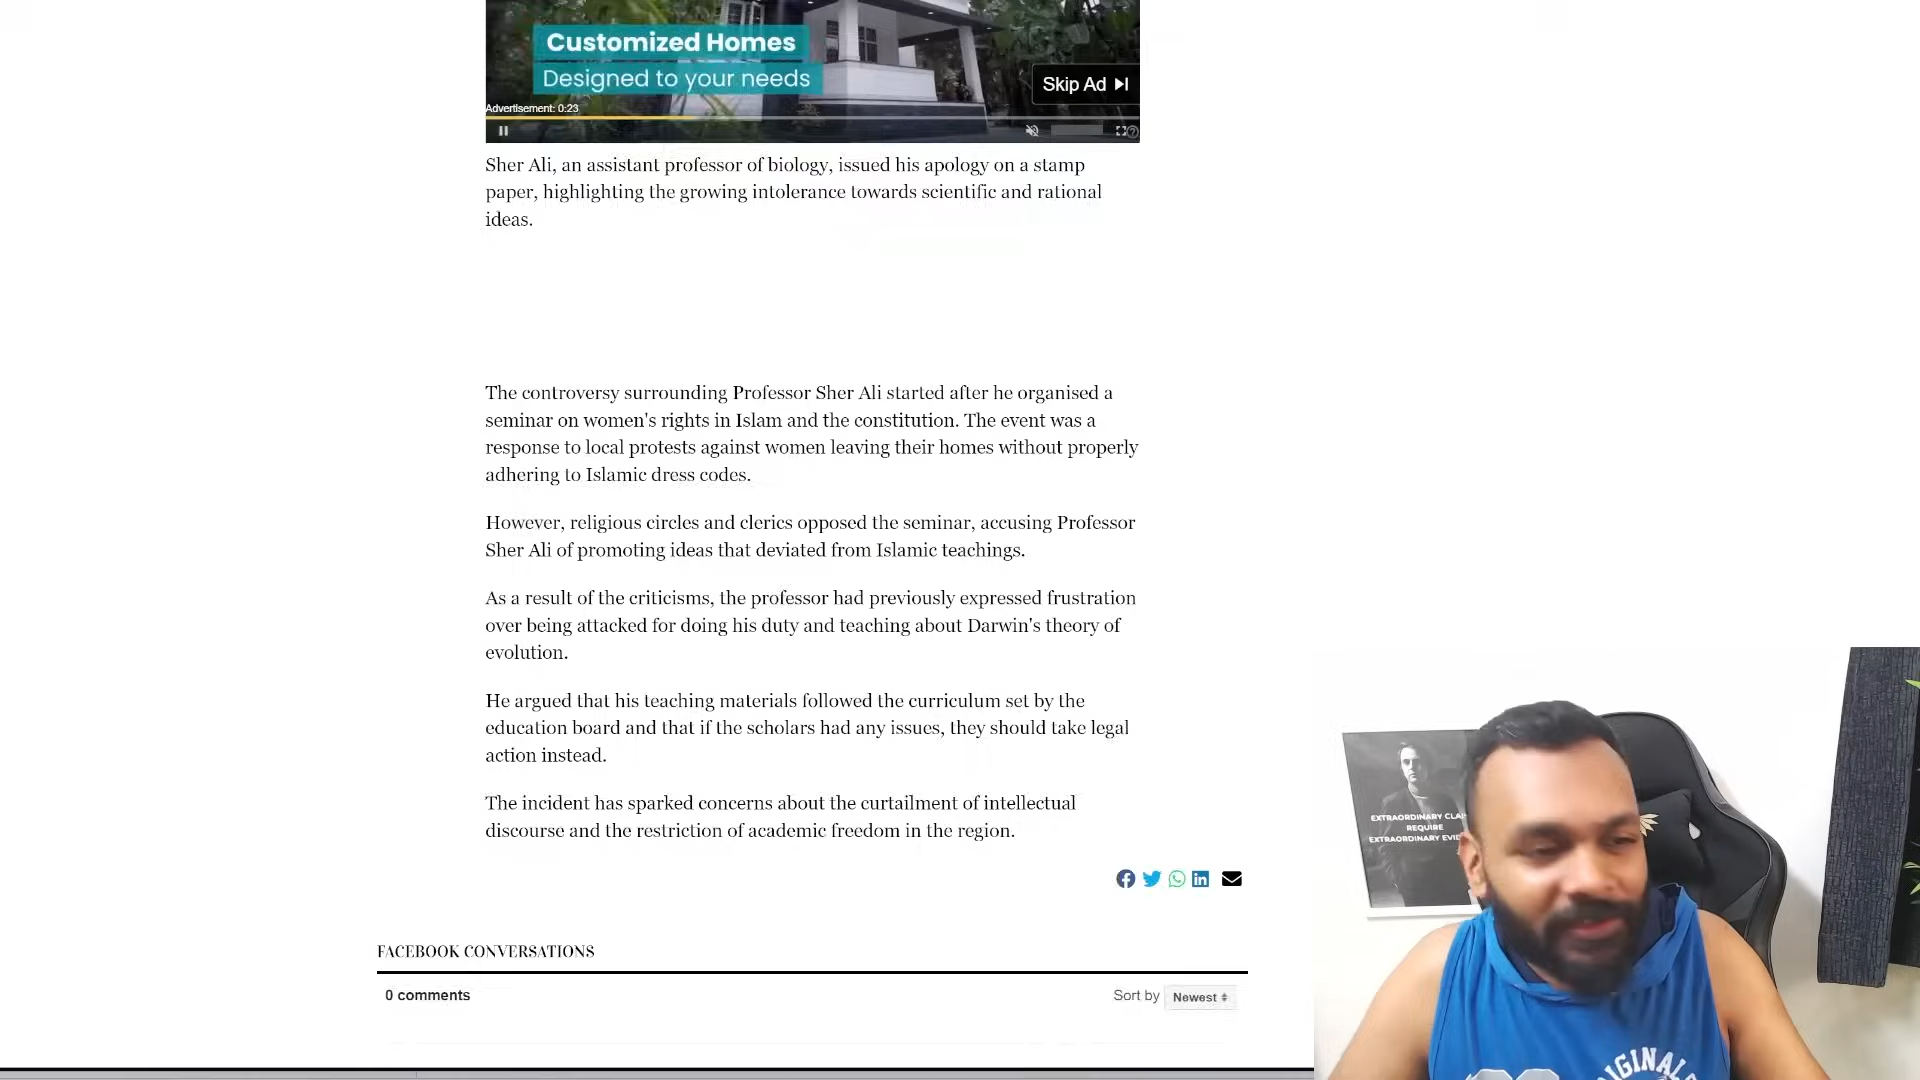 Customized Homes
Designed to your needs
Skip Ad
Advertisement: 0:23
Sher Ali, an assistant professor of biology, issued his apology on a stamp
paper, highlighting the growing intolerance towards scientific and rational
ideas.
The controversy surrounding Professor Sher Ali started after he organised a
seminar on women's rights in Islam and the constitution. The event was a
response to local protests against women leaving their homes without properly
adhering to Islamic dress codes.
However, religious circles and clerics opposed the seminar, accusing Professor
Sher Ali of promoting ideas that deviated from Islamic teachings.
As a result of the criticisms, the professor had previously expressed frustration
over being attacked for doing his duty and teaching about Darwin's theory of
evolution.
He argued that his teaching materials followed the curriculum set by the
education board and that if the scholars had any issues, they should take legal
action instead.
The incident has sparked concerns about the curtailment of intellectual
discourse and the restriction of academic freedom in the region.
EXTRAORDINARY CLAI
REQUIRE
EXTRAORDINARY EVI
FACEBOOK CONVERSATIONS
0 comments
Sort by Newest
IGINAL